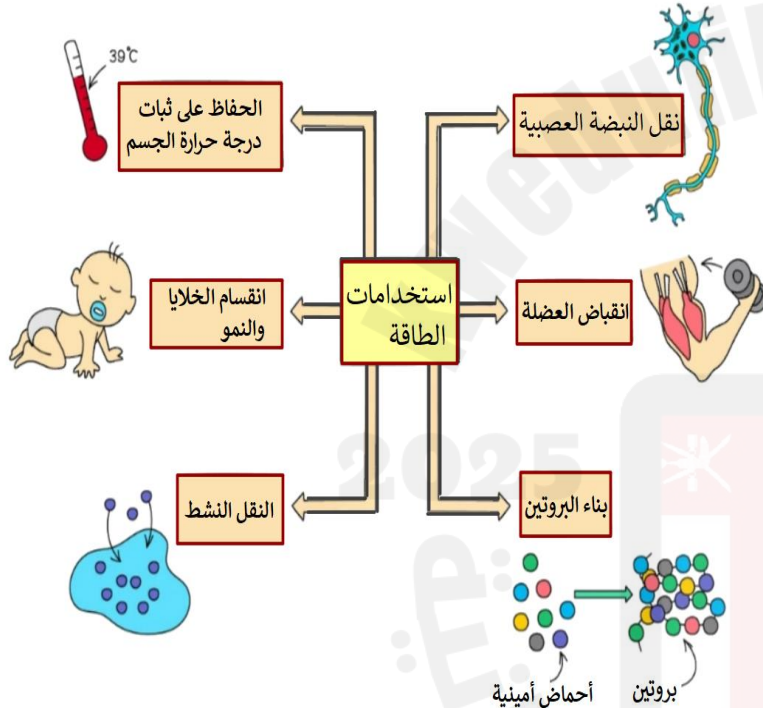 استخدامات
الطاقة
نقل النبضة العصبية
انقباض العضلة
بناء البروتين
أحماض أمينية
بروتين
39°C
الحفاظ على ثبات
درجة حرارة الجسم
انقسام الخلايا
والنمو
النقل النشط
2025